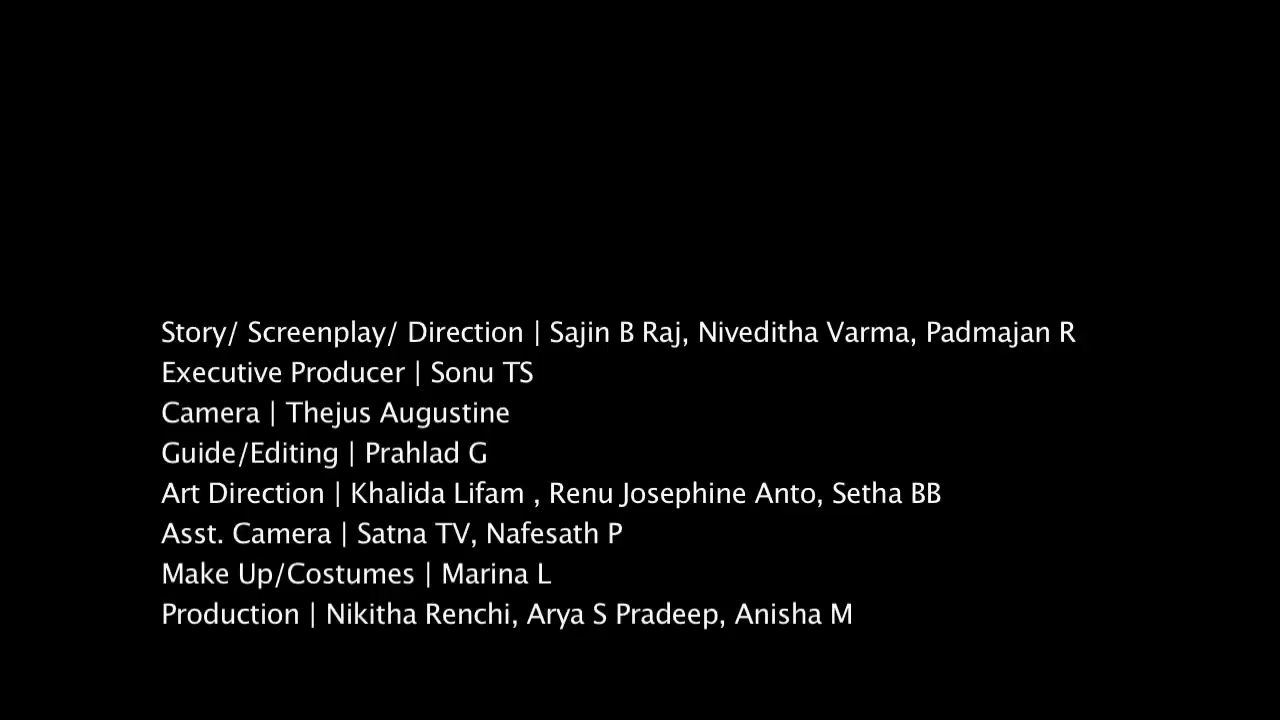 Story/ Screenplay/ Direction | Sajin B Raj, Niveditha Varma, Padmajan R
Executive Producer | Sonu TS
Camera | Thejus Augustine
Guide/Editing | Prahlad G
Art Direction | Khalida Lifam , Renu Josephine Anto, Setha BB
Asst. Camera | Satna TV, Nafesath P
Make Up/Costumes | Marina L
Production | Nikitha Renchi, Arya S Pradeep, Anisha M